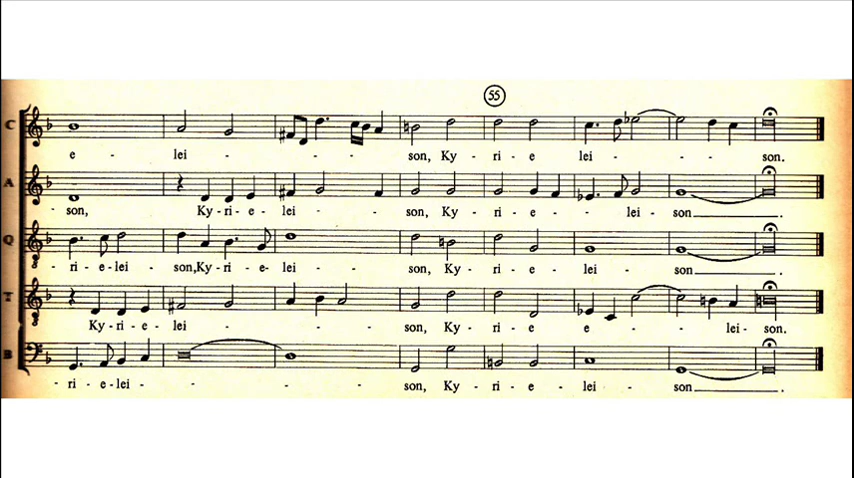 55
C
e - lei - - - son, Ky - ri - e lei - - son.
A
- son, Ky - ri - e - lei - - son, Ky - ri - e - - lei - son .
Q
- ri - e - lei - son,Ky - ri - e - lei - - - son, Ky - ri - e - lei - son .
T
Ky - ri - e - lei - - - son, Ky - ri - e e - - lei - son.
B
- ri - e - lei - - - - son, Ky - ri - e - lei - son .